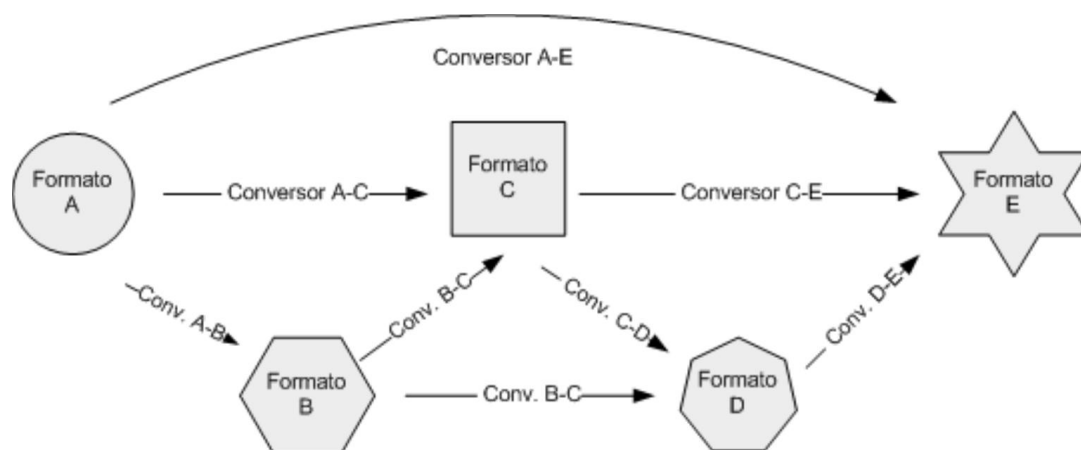 Conversor A-E
Formato
A
Conversor A-C
Formato
C
Conversor C-E
Formato
E
Conv. A-B
Conv. B-C
Conv. C-D
Conv. D-E
Formato
B
Conv. B-C
Formato
D